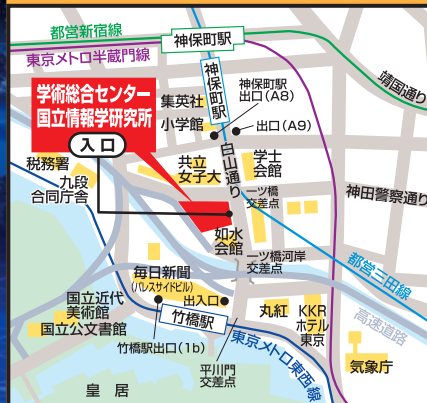 都営新宿線
東京メトロ半蔵門線
神保町駅
靖国通り
学術総合センター
国立情報学研究所
入口
集英社
小学館
神保町駅
神保町駅
出口(A8)
出口(A9)
白山通り
税務署
九段
合同庁舎
共立
女子大
学士
会館
一ツ橋
交差点
神田警察通り
如水
会館
一ツ橋河岸
交差点
都営三田線
高速道路
毎日新聞
(パレスサイドビル)
出入口
国立近代
美術館
国立公文書館
竹橋駅
竹橋駅出口(1b)
丸紅
KKR
ホテル
東京
気象庁
東京メトロ東西線
平川門
交差点
皇居